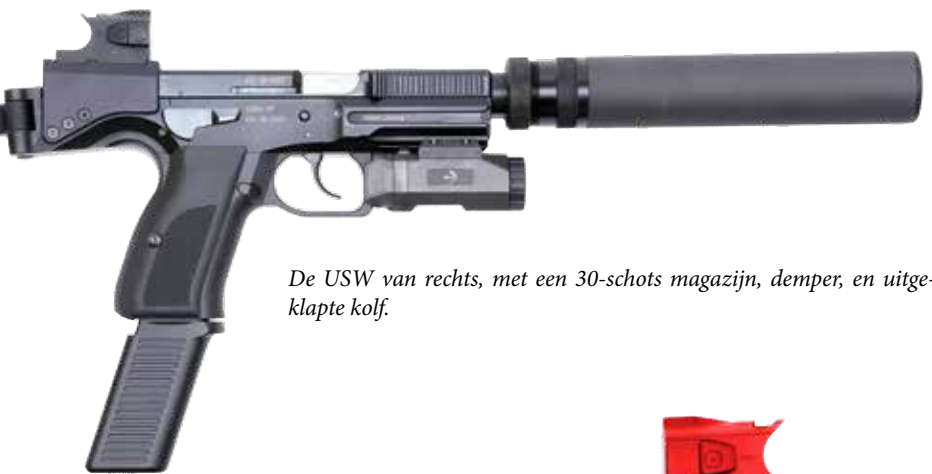 De USW van rechts, met een 30-schots magazijn, demper, en uitge-
klapte kolf.